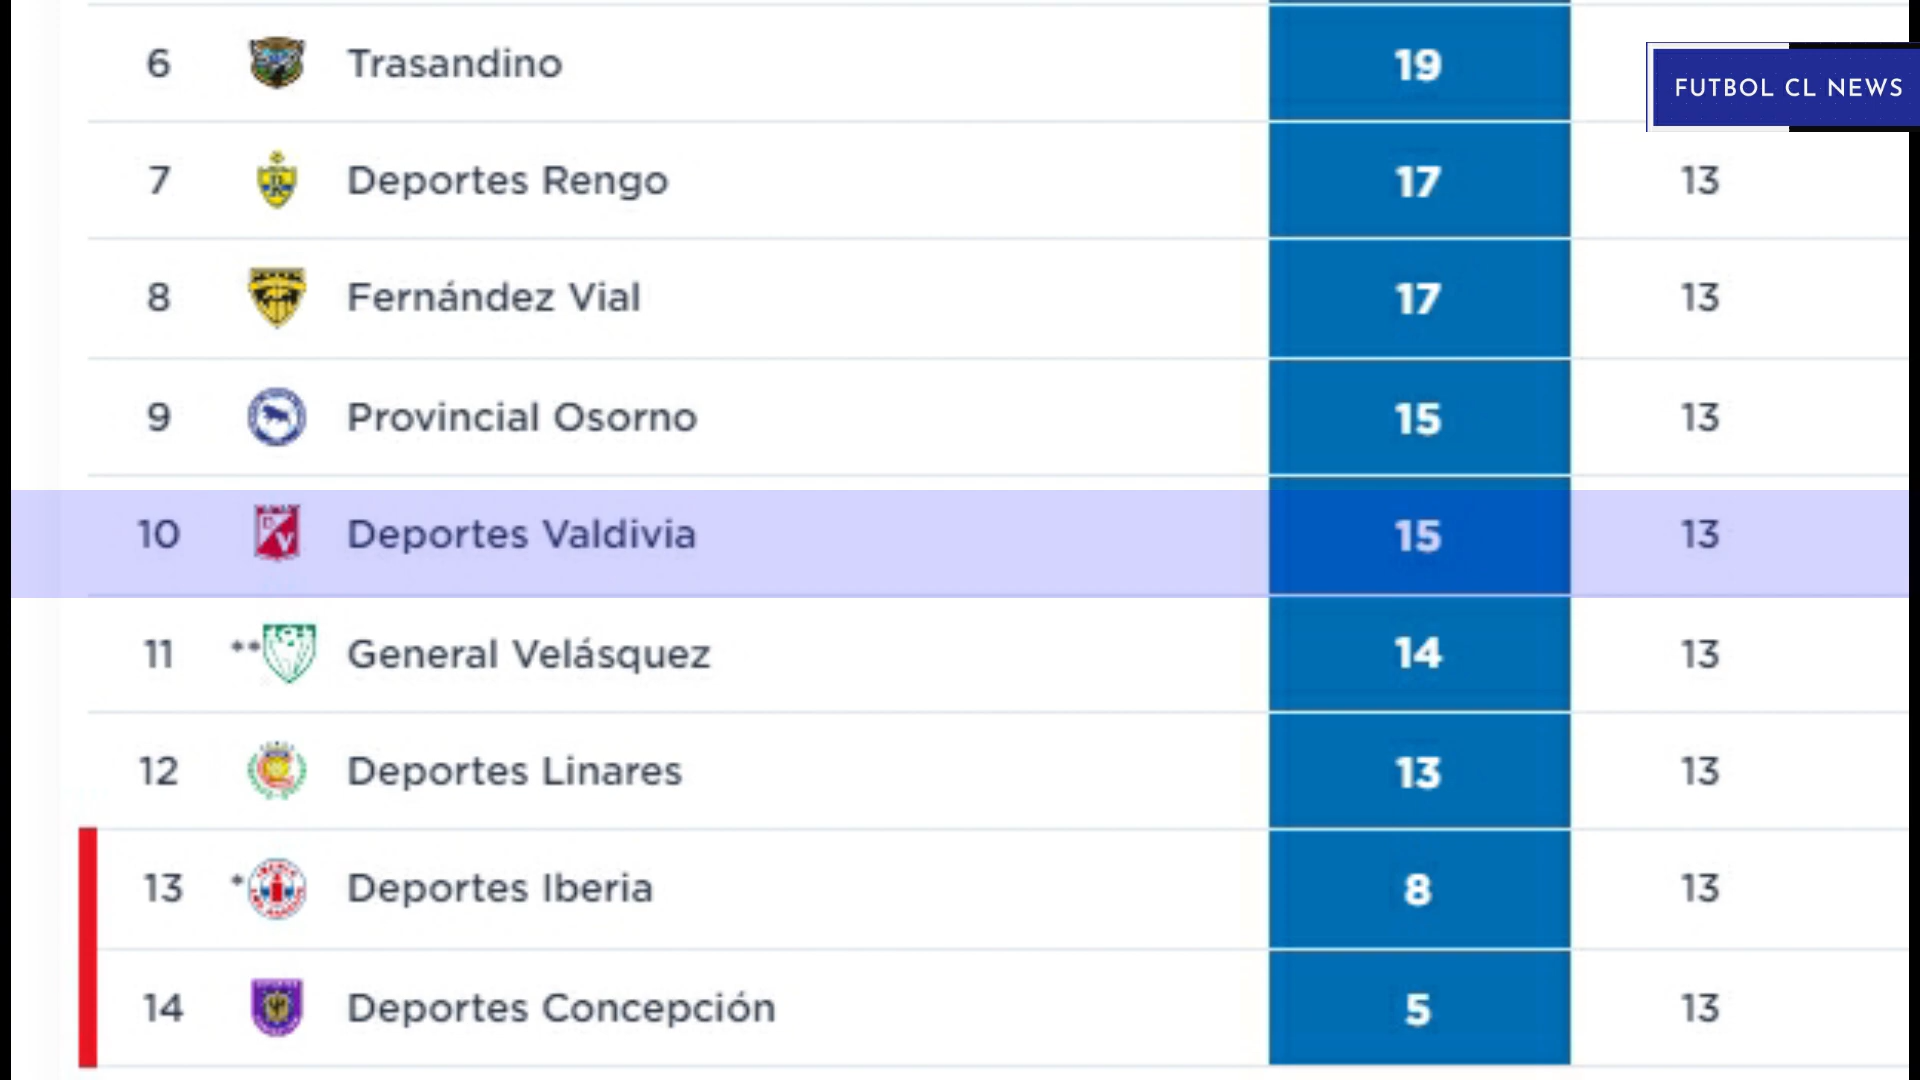 6 Trasandino 19
FUTBOL CL NEWS
7 Deportes Rengo 17 13
8 Fernández Vial 17 13
9 Provincial Osorno 15 13
10 Deportes Valdivia 15 13
11 ** General Velásquez 14 13
12 Deportes Linares 13 13
13 * Deportes Iberia 8 13
14 Deportes Concepción 5 13